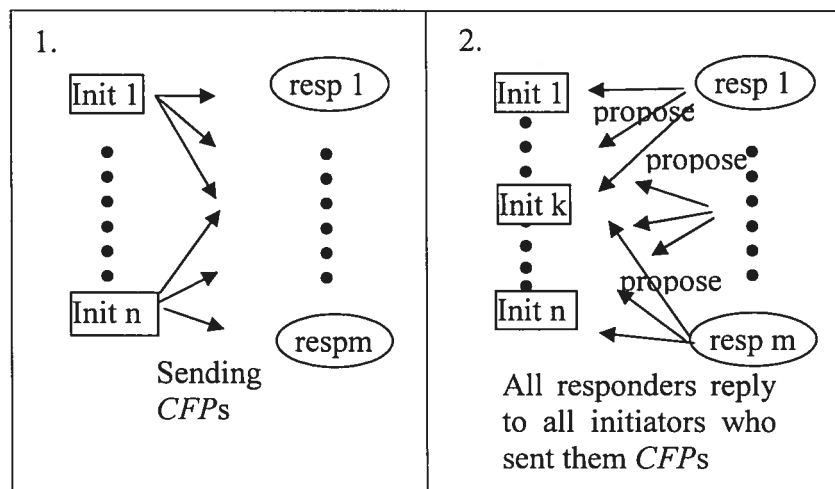 1.
Init 1
resp 1
Init n
respm
Sending
CFPs
2.
Init 1
resp 1
propose
propose
Init k
propose
Init n
resp m
All responders reply
to all initiators who
sent them CFPs